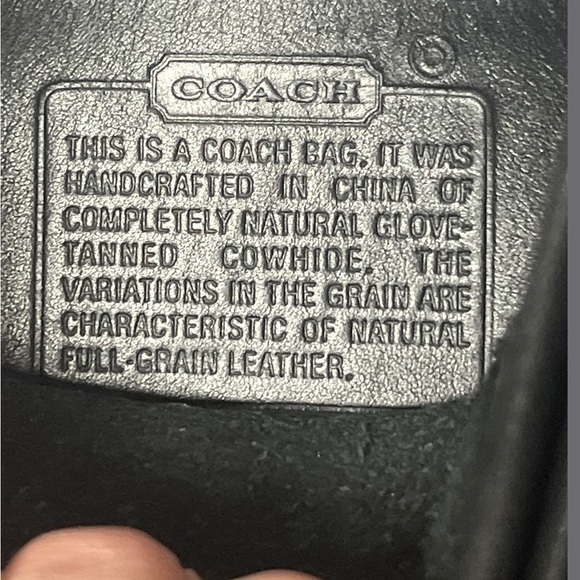 COACH
THIS IS A COACH BAG. IT WAS
HANDCRAFTED IN CHINA OF
COMPLETELY NATURAL GLOVE-
TANNED COWHIDE. THE
VARIATIONS IN THE GRAIN ARE
CHARACTERISTIC OF NATURAL
FULL-GRAIN LEATHER.